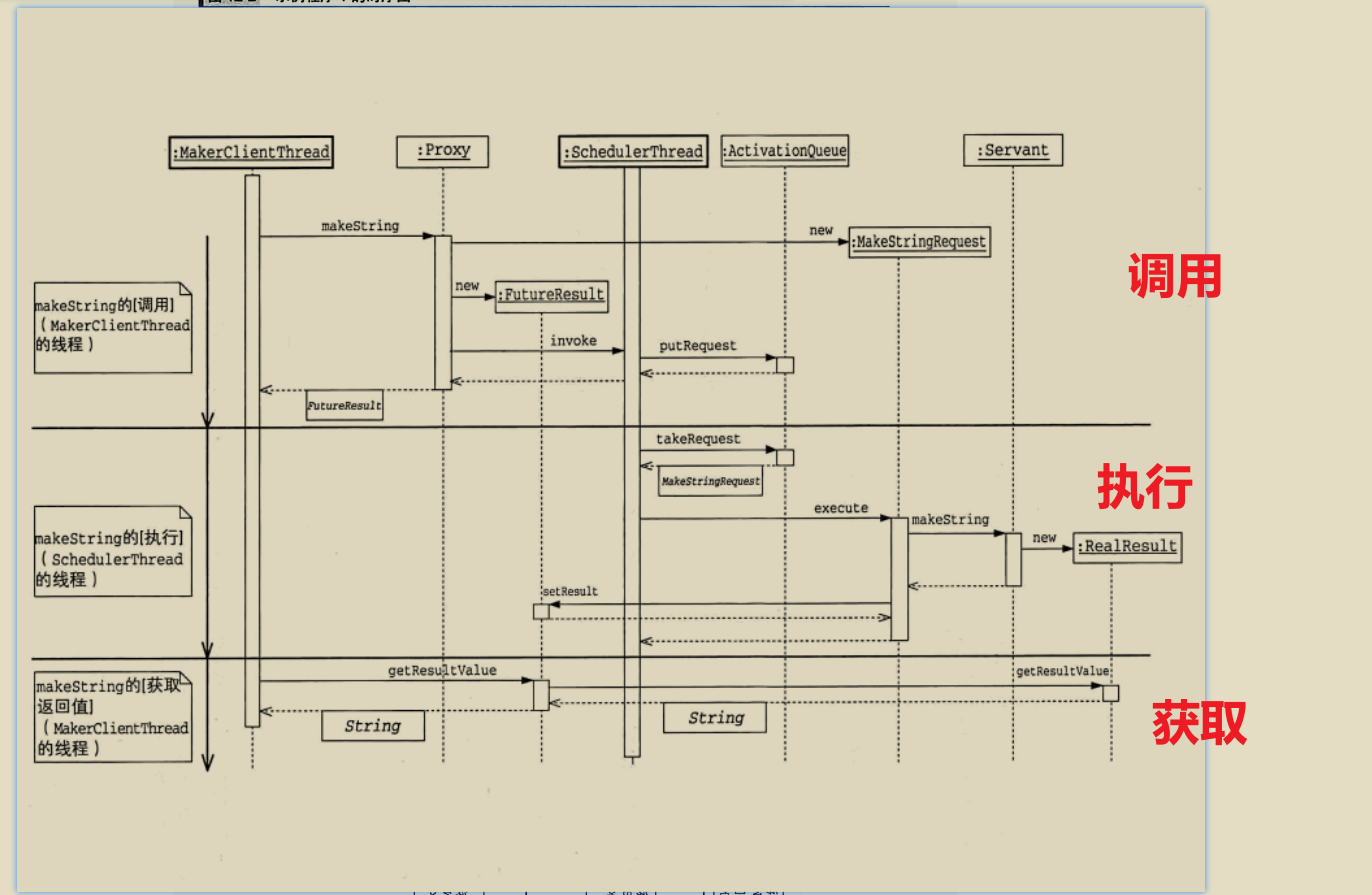 :MakerClientThread
:Proxy
:SchedulerThread
:ActivationQueue
:Servant
makeString
new
:MakeStringRequest
调用
makeString的[调用]
(MakerClientThread
的线程)
new
:FutureResult
invoke
putRequest
FutureResult
takeRequest
MakeStringRequest
执行
execute
makeString
makeString的[执行]
(SchedulerThread
的线程)
new
:RealResult
setResult
getResultValue
getResultValue
makeString的[获取
返回值]
(MakerClientThread
的线程)
String
String
获取